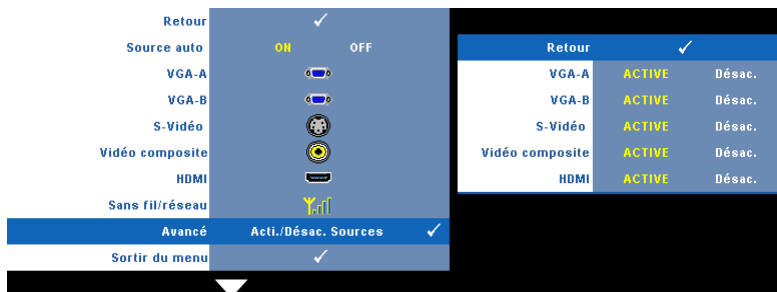 Retour
Source auto ON OFF
VGA-A
VGA-B
S-Vidéo
Vidéo composite
HDMI
Sans fil/réseau
Avancé Acti./Désac. Sources
Sortir du menu
Retour
VGA-A ACTIVE Désac.
VGA-B ACTIVE Désac.
S-Vidéo ACTIVE Désac.
Vidéo composite ACTIVE Désac.
HDMI ACTIVE Désac.